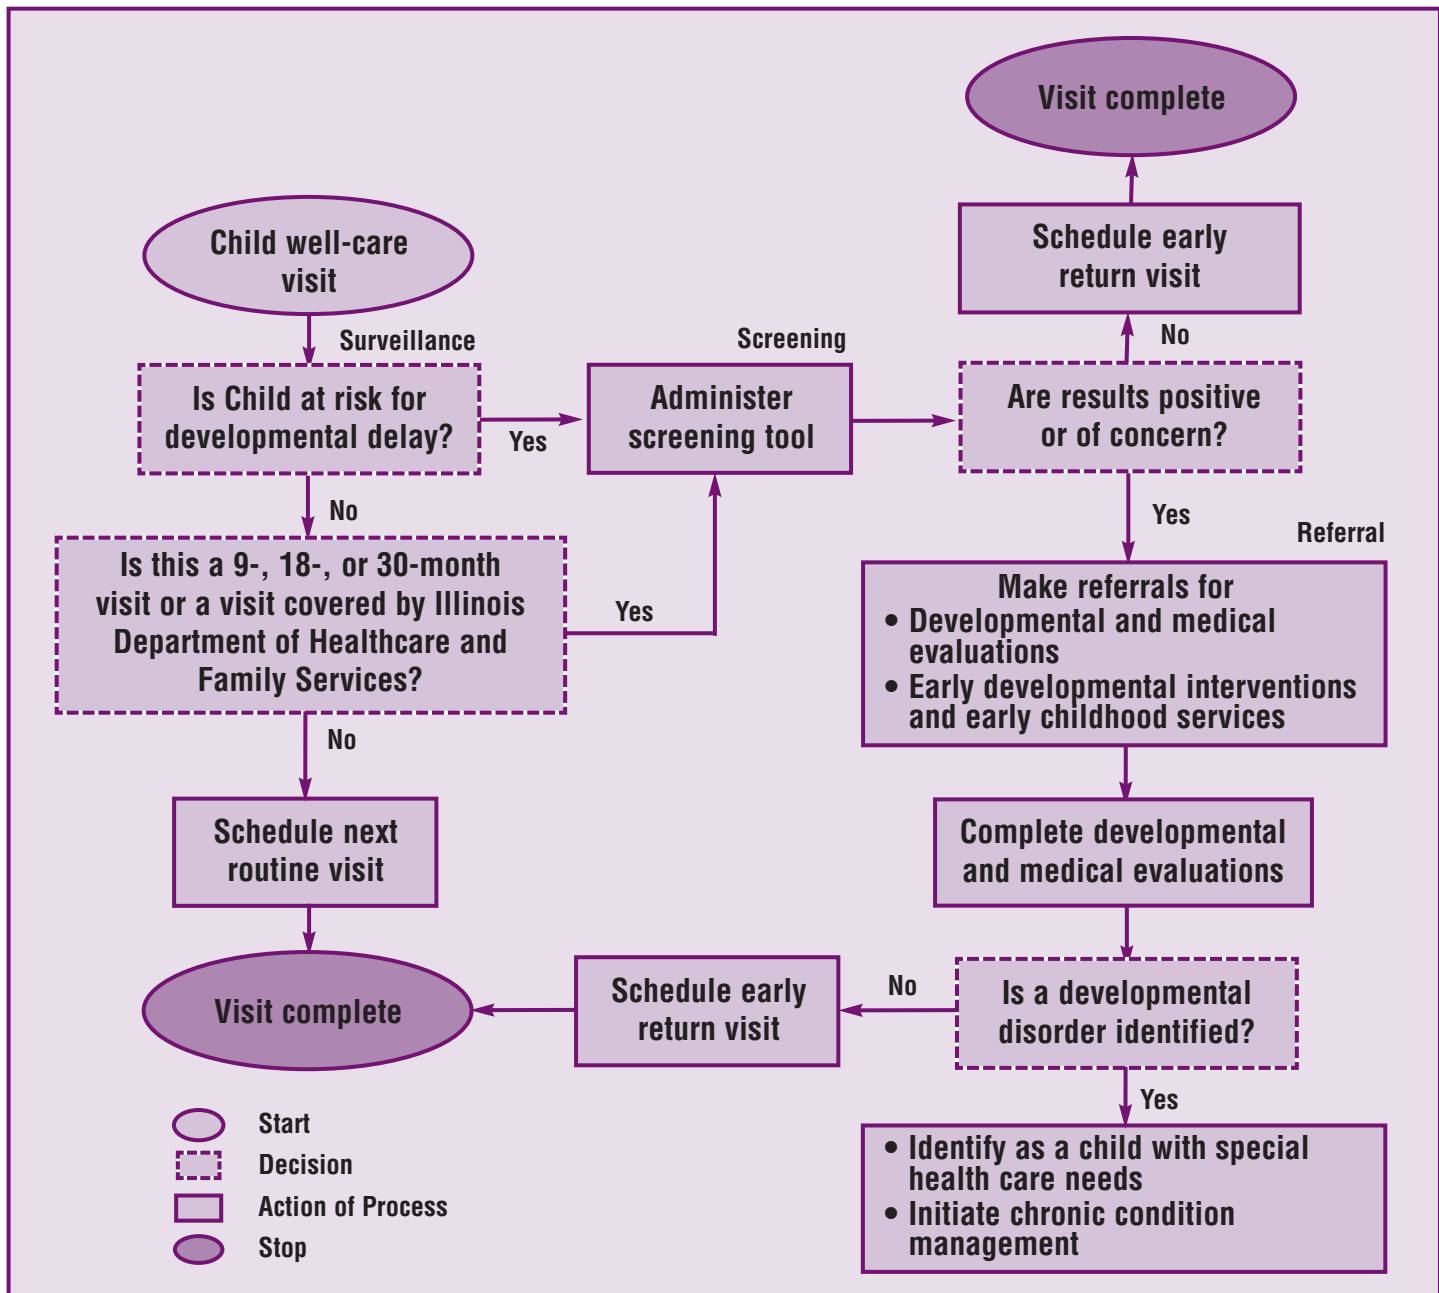 Child well-care
visit
Surveillance
Is Child at risk for
developmental delay?
Yes
No
Is this a 9-, 18-, or 30-month
visit or a visit covered by Illinois
Department of Healthcare and
Family Services?
Yes
No
Schedule next
routine visit
Visit complete
Screening
Administer
screening tool
Are results positive
or of concern?
No
Schedule early
return visit
Visit complete
Yes
Referral
Make referrals for
• Developmental and medical
evaluations
• Early developmental interventions
and early childhood services
Complete developmental
and medical evaluations
Is a developmental
disorder identified?
No
Schedule early
return visit
Yes
• Identify as a child with special
health care needs
• Initiate chronic condition
management
Start
Decision
Action of Process
Stop